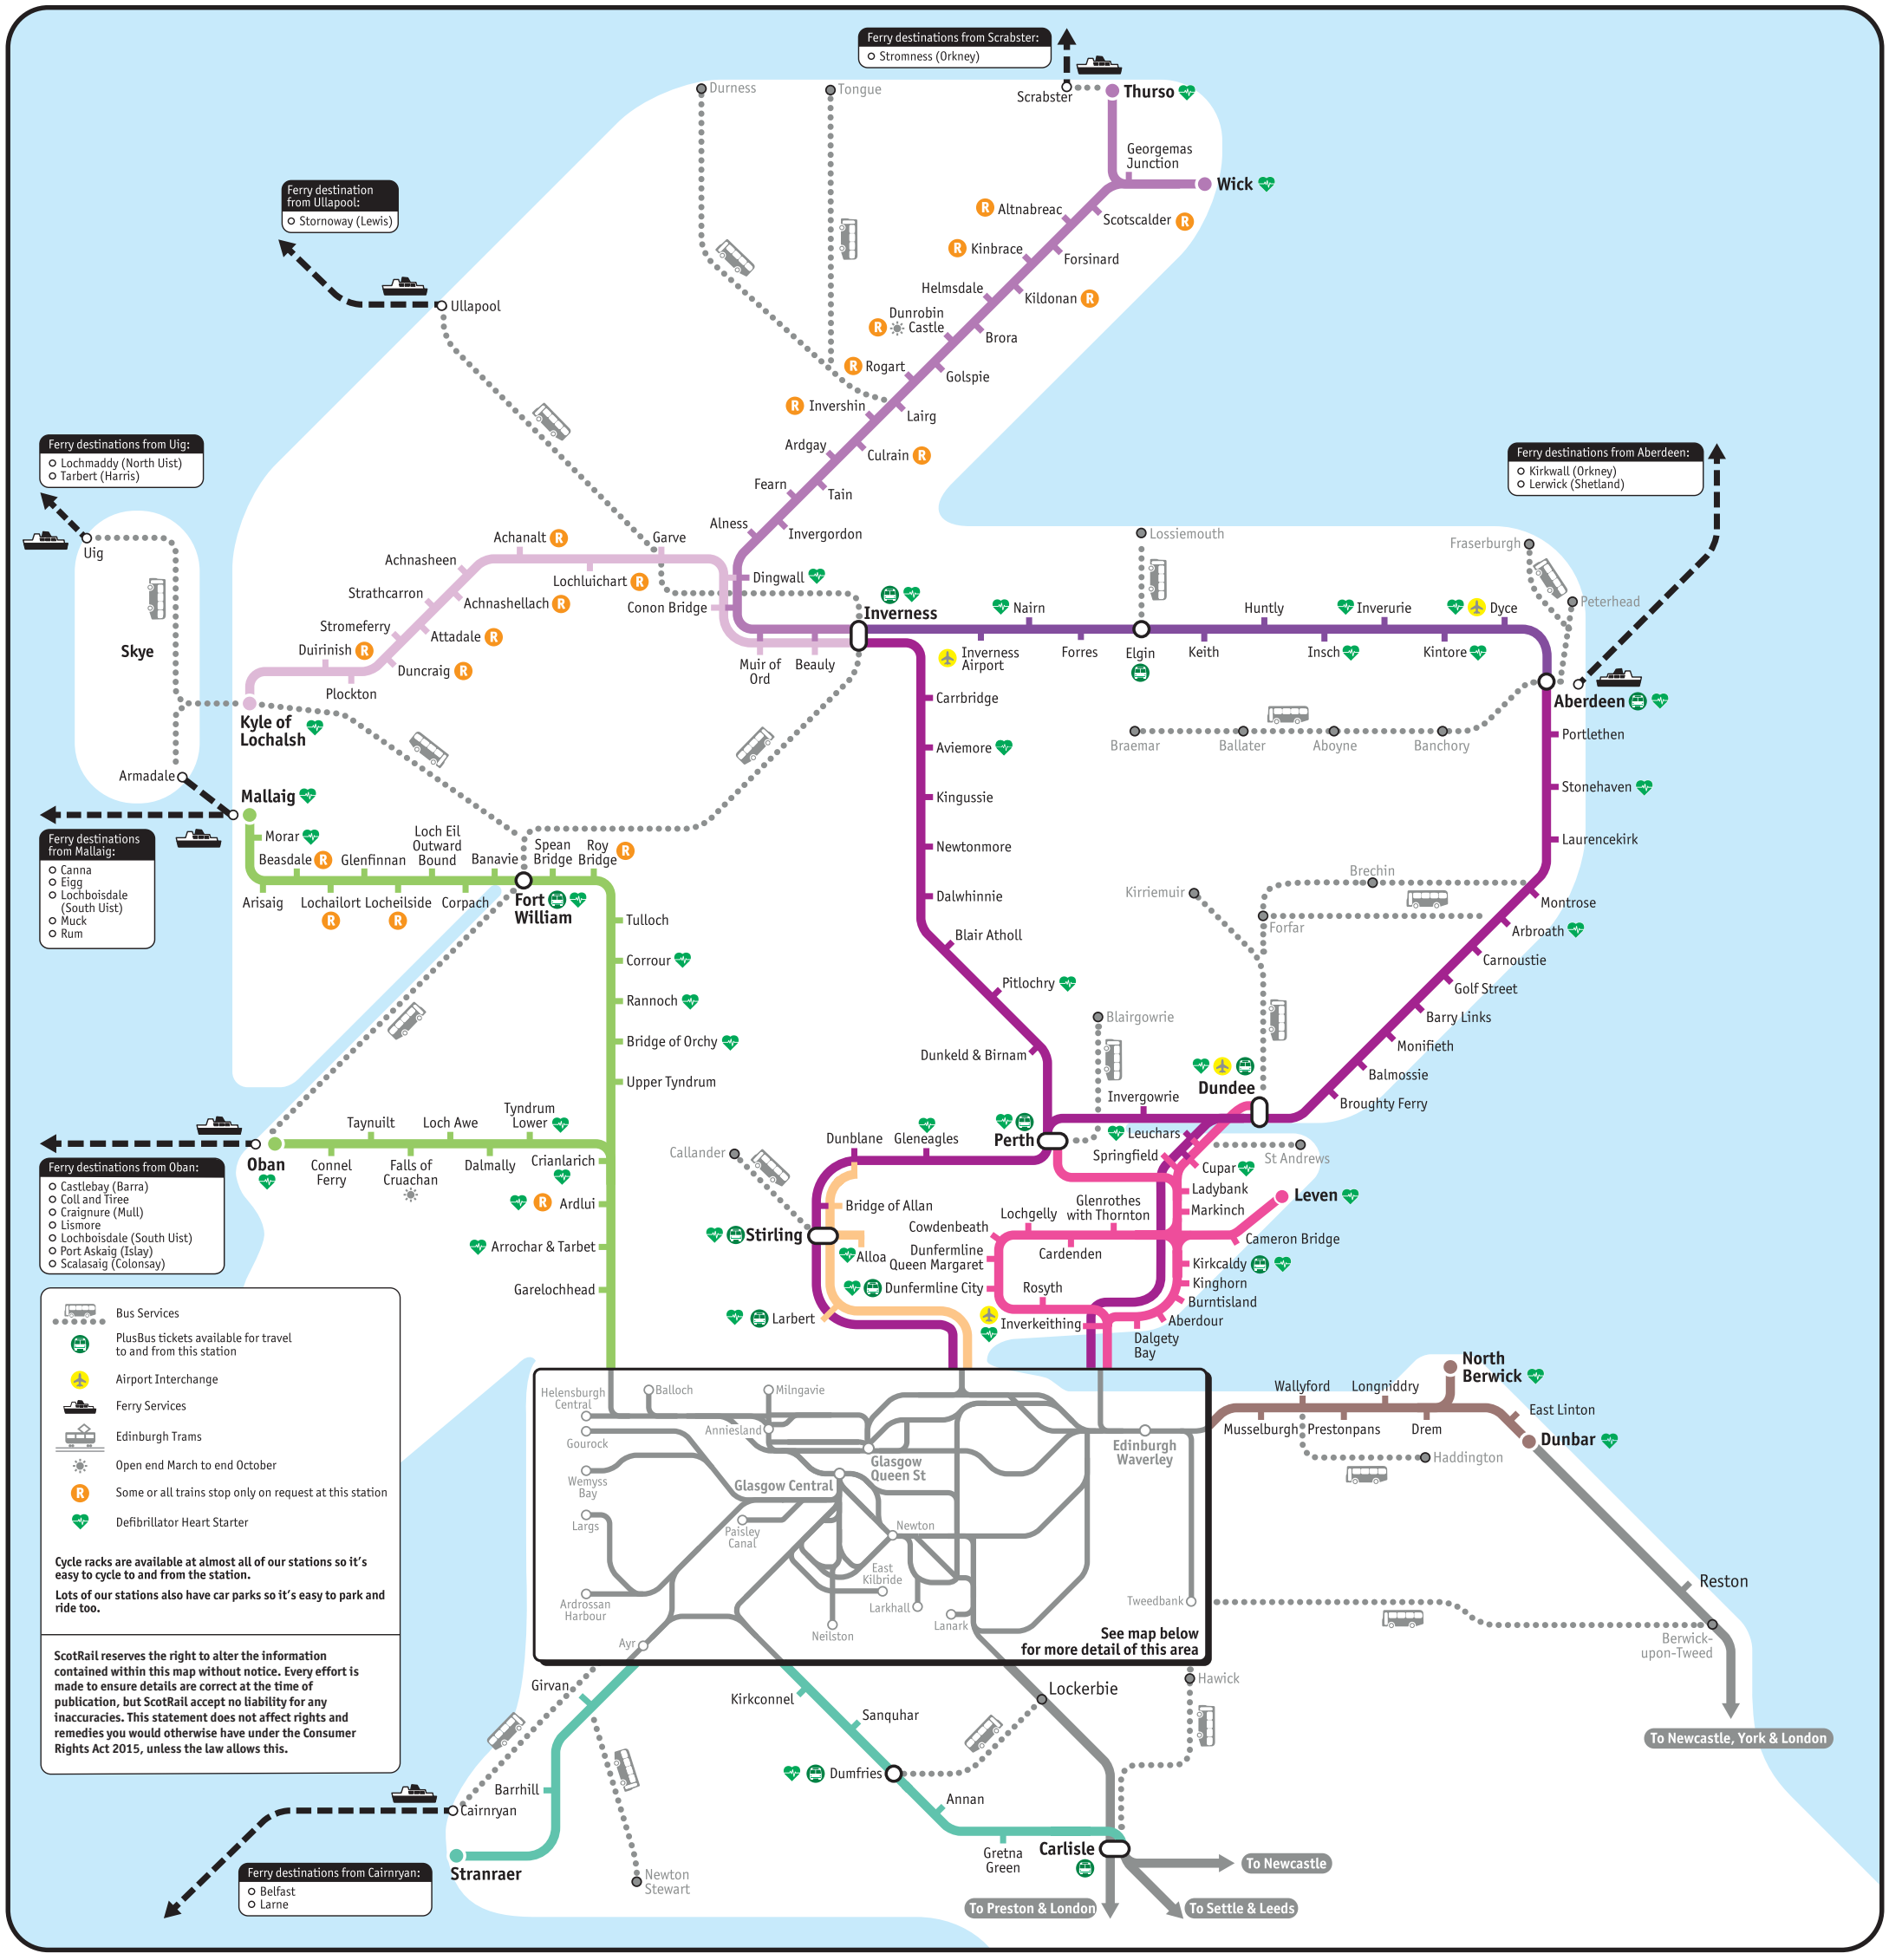 Ferry destinations from Scrabster:
Stromness (Orkney)
Scrabster
Thurso
Durness
Tongue
Georgemas
Junction
Wick
Ferry destination
from Ullapool:
Stornoway (Lewis)
Ullapool
R Altnabreac
Scotscalder R
R Kinbrace
Forsinard
Helmsdale
Kildonan R
Dunrobin
R Castle
Brora
R Rogart
Golspie
R Invershin
Lairg
Ardgay
Culrain R
Fearn
Tain
Alness
Invergordon
Ferry destinations from Uig:
Lochmaddy (North Uist)
Tarbert (Harris)
Uig
Skye
Armadale
Ferry destinations from Aberdeen:
Kirkwall (Orkney)
Lerwick (Shetland)
Achanalt R
Garve
Achnasheen
Lochluichart R
Dingwall
Strathcarron
Achnashellach R
Conon Bridge
Stromeferry
Attadale R
Duirinish R
Duncraig R
Plockton
Kyle of
Lochalsh
Muir of
Ord
Beauly
Inverness
Nairn
Inverness
Airport
Forres
Lossiemouth
Elgin
Keith
Huntly
Insch
Inverurie
Kintore
Dyce
Fraserburgh
Peterhead
Aberdeen
Braemar
Ballater
Aboyne
Banchory
Portlethen
Stonehaven
Laurencekirk
Montrose
Arbroath
Carnoustie
Golf Street
Barry Links
Monifieth
Balmossie
Broughty Ferry
Brechin
Kirriemuir
Forfar
Carrbridge
Aviemore
Kingussie
Newtonmore
Dalwhinnie
Blair Atholl
Pitlochry
Dunkeld & Birnam
Blairgowrie
Mallaig
Ferry destinations
from Mallaig:
Canna
Eigg
Lochboisdale
(South Uist)
Muck
Rum
Morar
Beasdale R
Glenfinnan
Loch Eil
Outward
Bound
Banavie
Spean
Bridge
Roy
Bridge R
Arisaig
Lochailort
R
Locheilside
R
Corpach
Fort
William
Tulloch
Corrour
Rannoch
Bridge of Orchy
Upper Tyndrum
Tyndrum
Lower
Taynuilt
Loch Awe
Oban
Connel
Ferry
Falls of
Cruachan
Dalmally
Crianlarich
R Ardlui
Arrochar & Tarbet
Garelochhead
Ferry destinations from Oban:
Castlebay (Barra)
Coll and Tiree
Craignure (Mull)
Lismore
Lochboisdale (South Uist)
Port Askaig (Islay)
Scalasaig (Colonsay)
Dundee
Invergowrie
Perth
Leuchars
Springfield
St Andrews
Cupar
Ladybank
Markinch
Leven
Cameron Bridge
Dunblane
Gleneagles
Callander
Bridge of Allan
Stirling
Alloa
Larbert
Glenrothes
with Thornton
Lochgelly
Cowdenbeath
Cardenden
Dunfermline
Queen Margaret
Dunfermline City
Rosyth
Inverkeithing
Kirkcaldy
Kinghorn
Burntisland
Aberdour
Dalgety
Bay
Bus Services
PlusBus tickets available for travel
to and from this station
Airport Interchange
Ferry Services
Edinburgh Trams
Open end March to end October
R Some or all trains stop only on request at this station
Defibrillator Heart Starter
Cycle racks are available at almost all of our stations so it's
easy to cycle to and from the station.
Lots of our stations also have car parks so it's easy to park and
ride too.
ScotRail reserves the right to alter the information
contained within this map without notice. Every effort is
made to ensure details are correct at the time of
publication, but ScotRail accept no liability for any
inaccuracies. This statement does not affect rights and
remedies you would otherwise have under the Consumer
Rights Act 2015, unless the law allows this.
Helensburgh
Central
Balloch
Milngavie
Gourock
Anniesland
Wemyss
Bay
Glasgow
Queen St
Glasgow Central
Edinburgh
Waverley
Largs
Paisley
Canal
Newton
East
Kilbride
Ardrossan
Harbour
Larkhall
Neilston
Lanark
Tweedbank
Ayr
See map below
for more detail of this area
North
Berwick
Wallyford
Longniddry
Musselburgh
Prestonpans
Drem
East Linton
Dunbar
Haddington
Reston
Berwick-
upon-Tweed
To Newcastle, York & London
Girvan
Barrhill
Cairnryan
Stranraer
Newton
Stewart
Ferry destinations from Cairnryan:
Belfast
Larne
Kirkconnel
Sanquhar
Dumfries
Annan
Gretna
Green
Lockerbie
Hawick
Carlisle
To Newcastle
To Preston & London
To Settle & Leeds